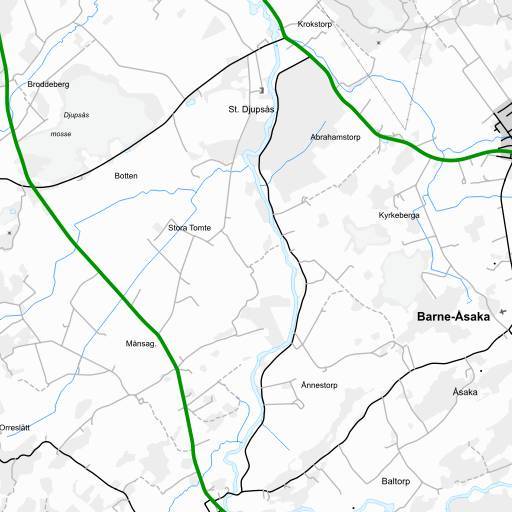 Krokstorp
Broddeberg
St. Djupsås
Djupsås
mosse
Abrahamstorp
Botten
Kyrkeberga
Stora Tomte
Barne-Åsaka
Månsag.
Ånnestorp
Åsaka
Orreslätt
Baltorp